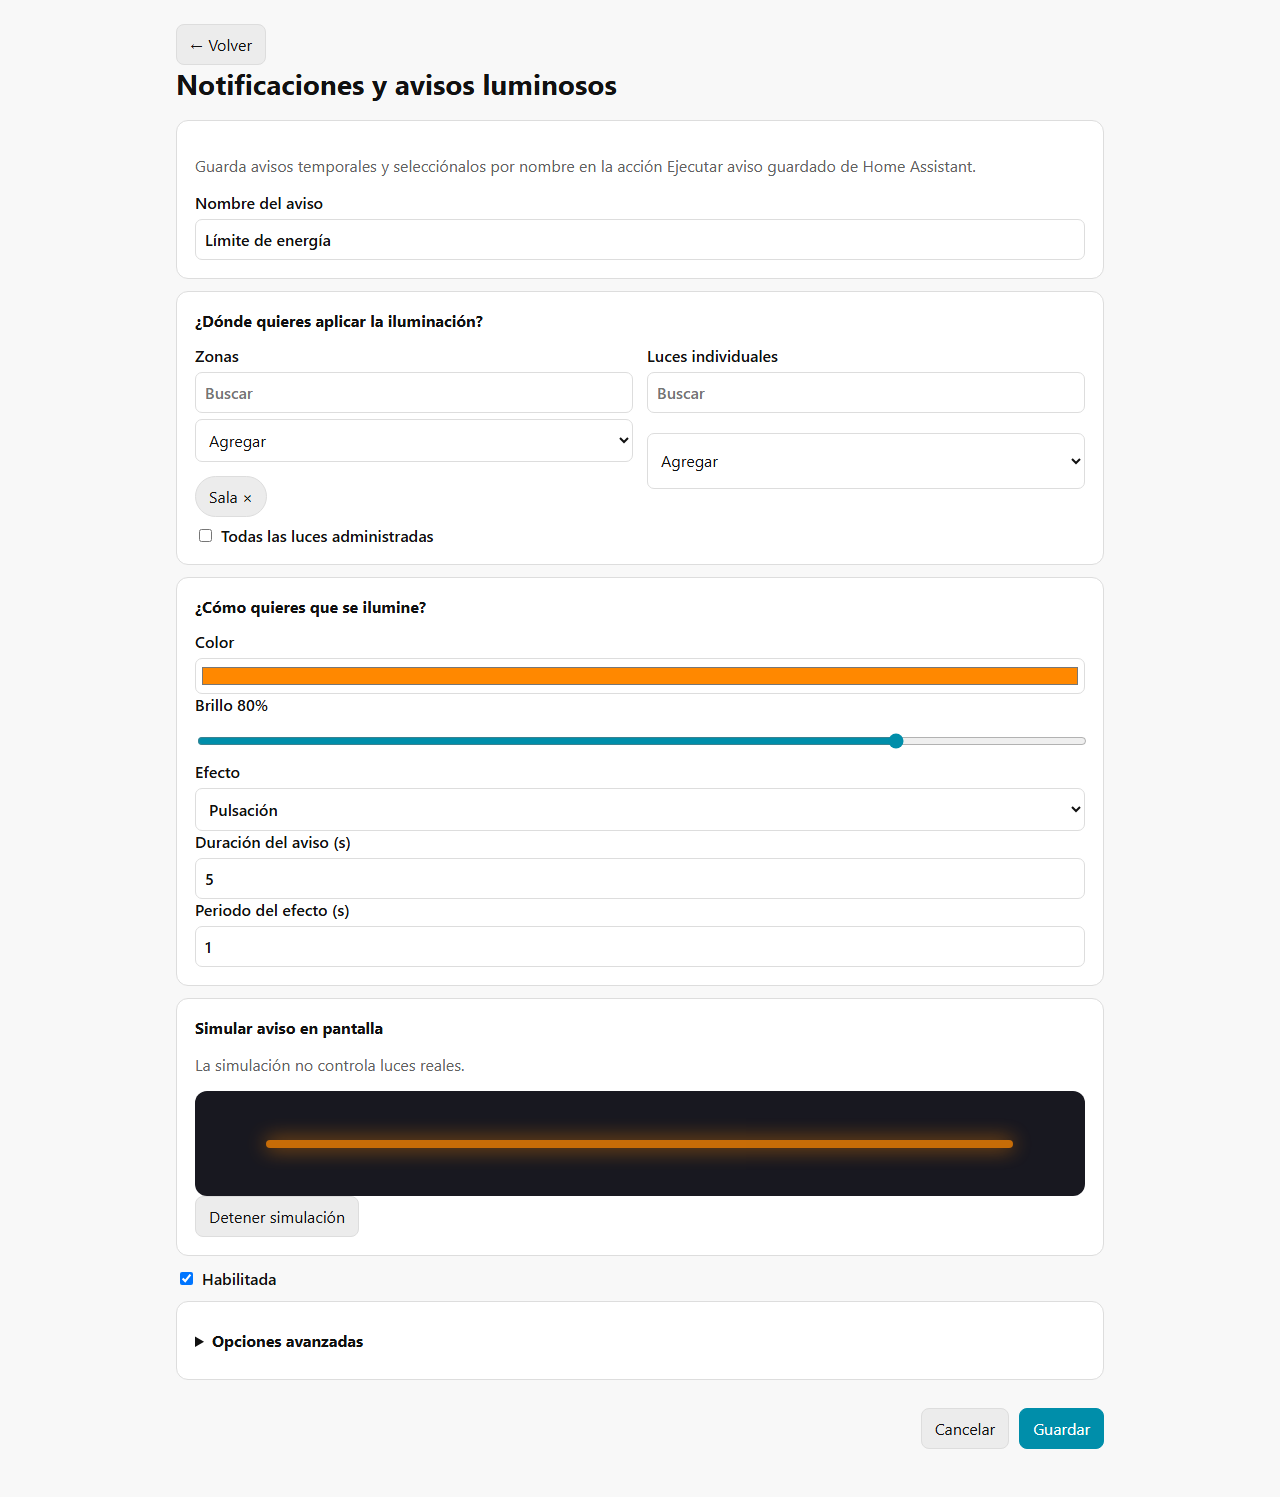 ← Volver
Notificaciones y avisos luminosos
Guarda avisos temporales y selecciónalos por nombre en la acción Ejecutar aviso guardado de Home Assistant.
Nombre del aviso
Límite de energía
¿Dónde quieres aplicar la iluminación?
Zonas
Buscar
Agregar
Sala ×
Luces individuales
Buscar
Agregar
Todas las luces administradas
¿Cómo quieres que se ilumine?
Color
Brillo 80%
Efecto
Pulsación
Duración del aviso (s)
5
Periodo del efecto (s)
1
Simular aviso en pantalla
La simulación no controla luces reales.
Detener simulación
Habilitada
Opciones avanzadas
Cancelar
Guardar